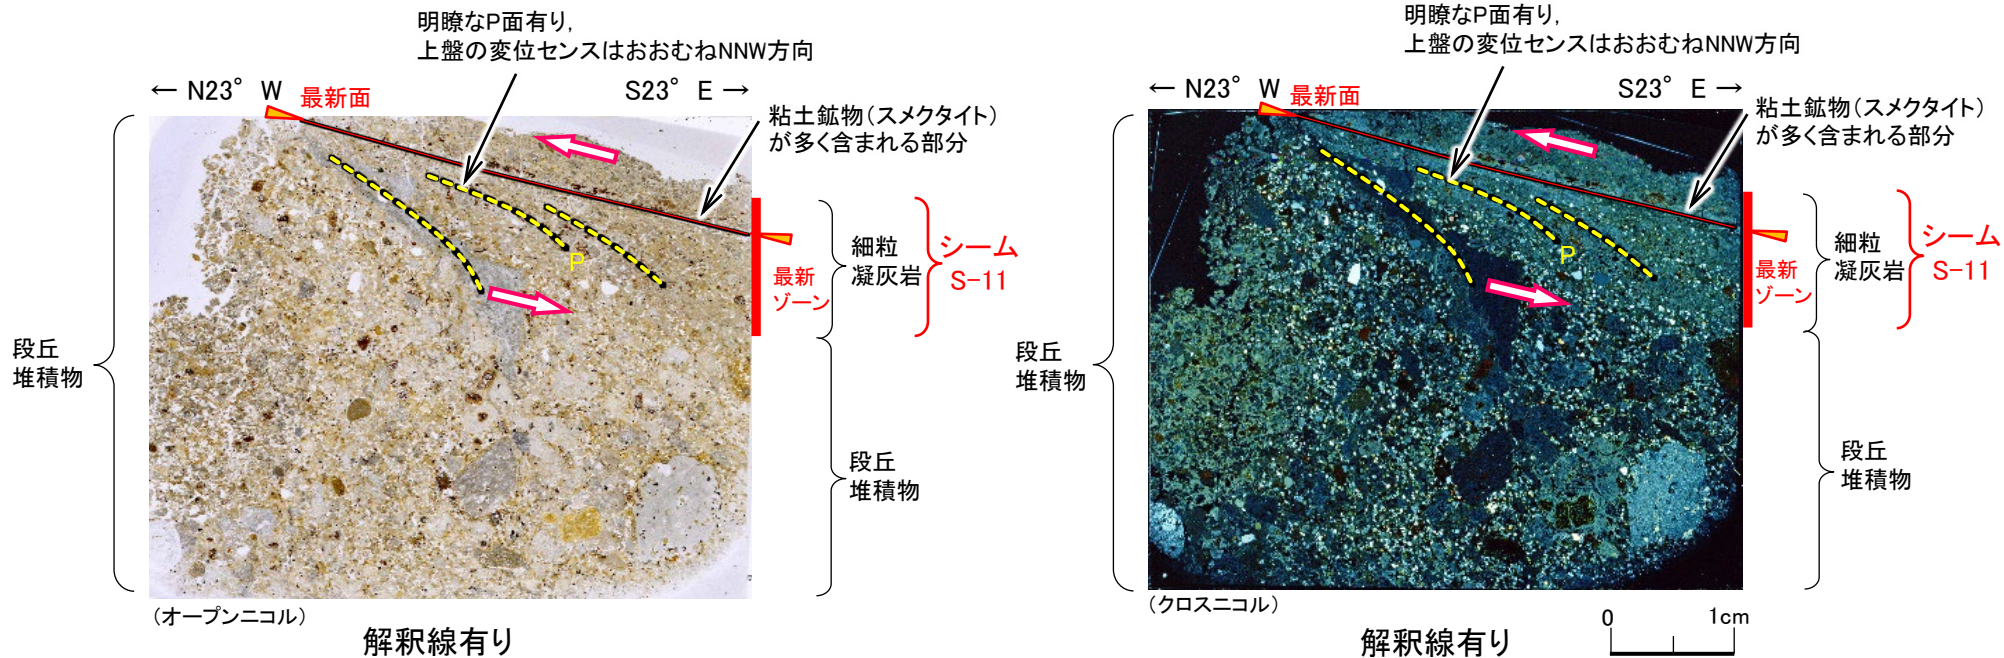 明瞭なP面有り,
上盤の変位センスはおおむねNNW方向
← N23° W
最新面
S23° E →
粘土鉱物(スメクタイト)
が多く含まれる部分
P
細粒
凝灰岩
シーム
S-11
最新
ゾーン
段丘
堆積物
段丘
堆積物
(オープンニコル)
解釈線有り
明瞭なP面有り,
上盤の変位センスはおおむねNNW方向
← N23° W
最新面
S23° E →
粘土鉱物(スメクタイト)
が多く含まれる部分
P
細粒
凝灰岩
シーム
S-11
最新
ゾーン
段丘
堆積物
段丘
堆積物
(クロスニコル)
解釈線有り
0 1cm